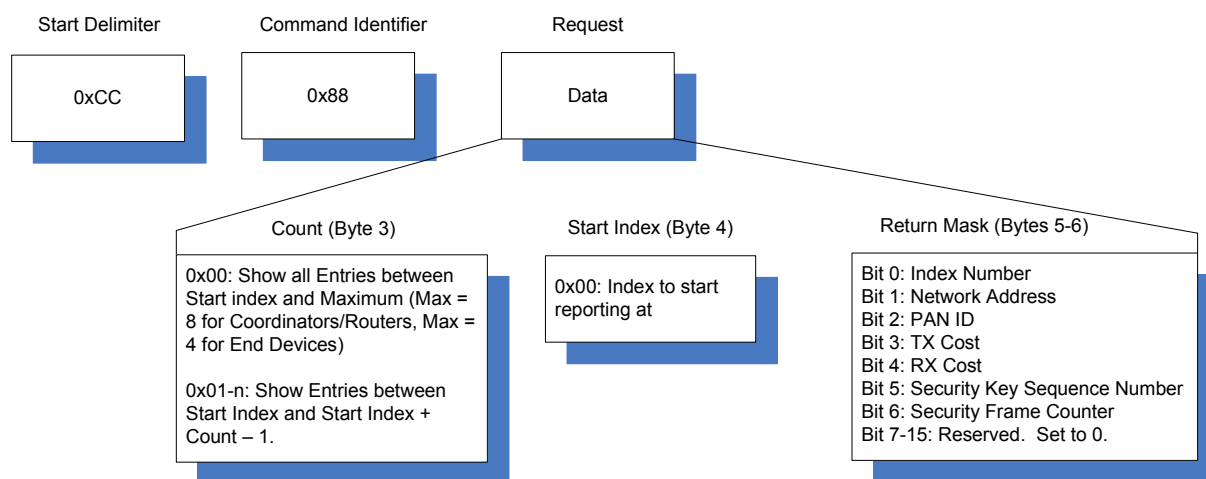 Start Delimiter
Command Identifier
Request
0xCC
0x88
Data
Count (Byte 3)
0x00: Show all Entries between
Start index and Maximum (Max =
8 for Coordinators/Routers, Max =
4 for End Devices)
0x01-n: Show Entries between
Start Index and Start Index +
Count – 1.
Start Index (Byte 4)
0x00: Index to start
reporting at
Return Mask (Bytes 5-6)
Bit 0: Index Number
Bit 1: Network Address
Bit 2: PAN ID
Bit 3: TX Cost
Bit 4: RX Cost
Bit 5: Security Key Sequence Number
Bit 6: Security Frame Counter
Bit 7-15: Reserved.  Set to 0.